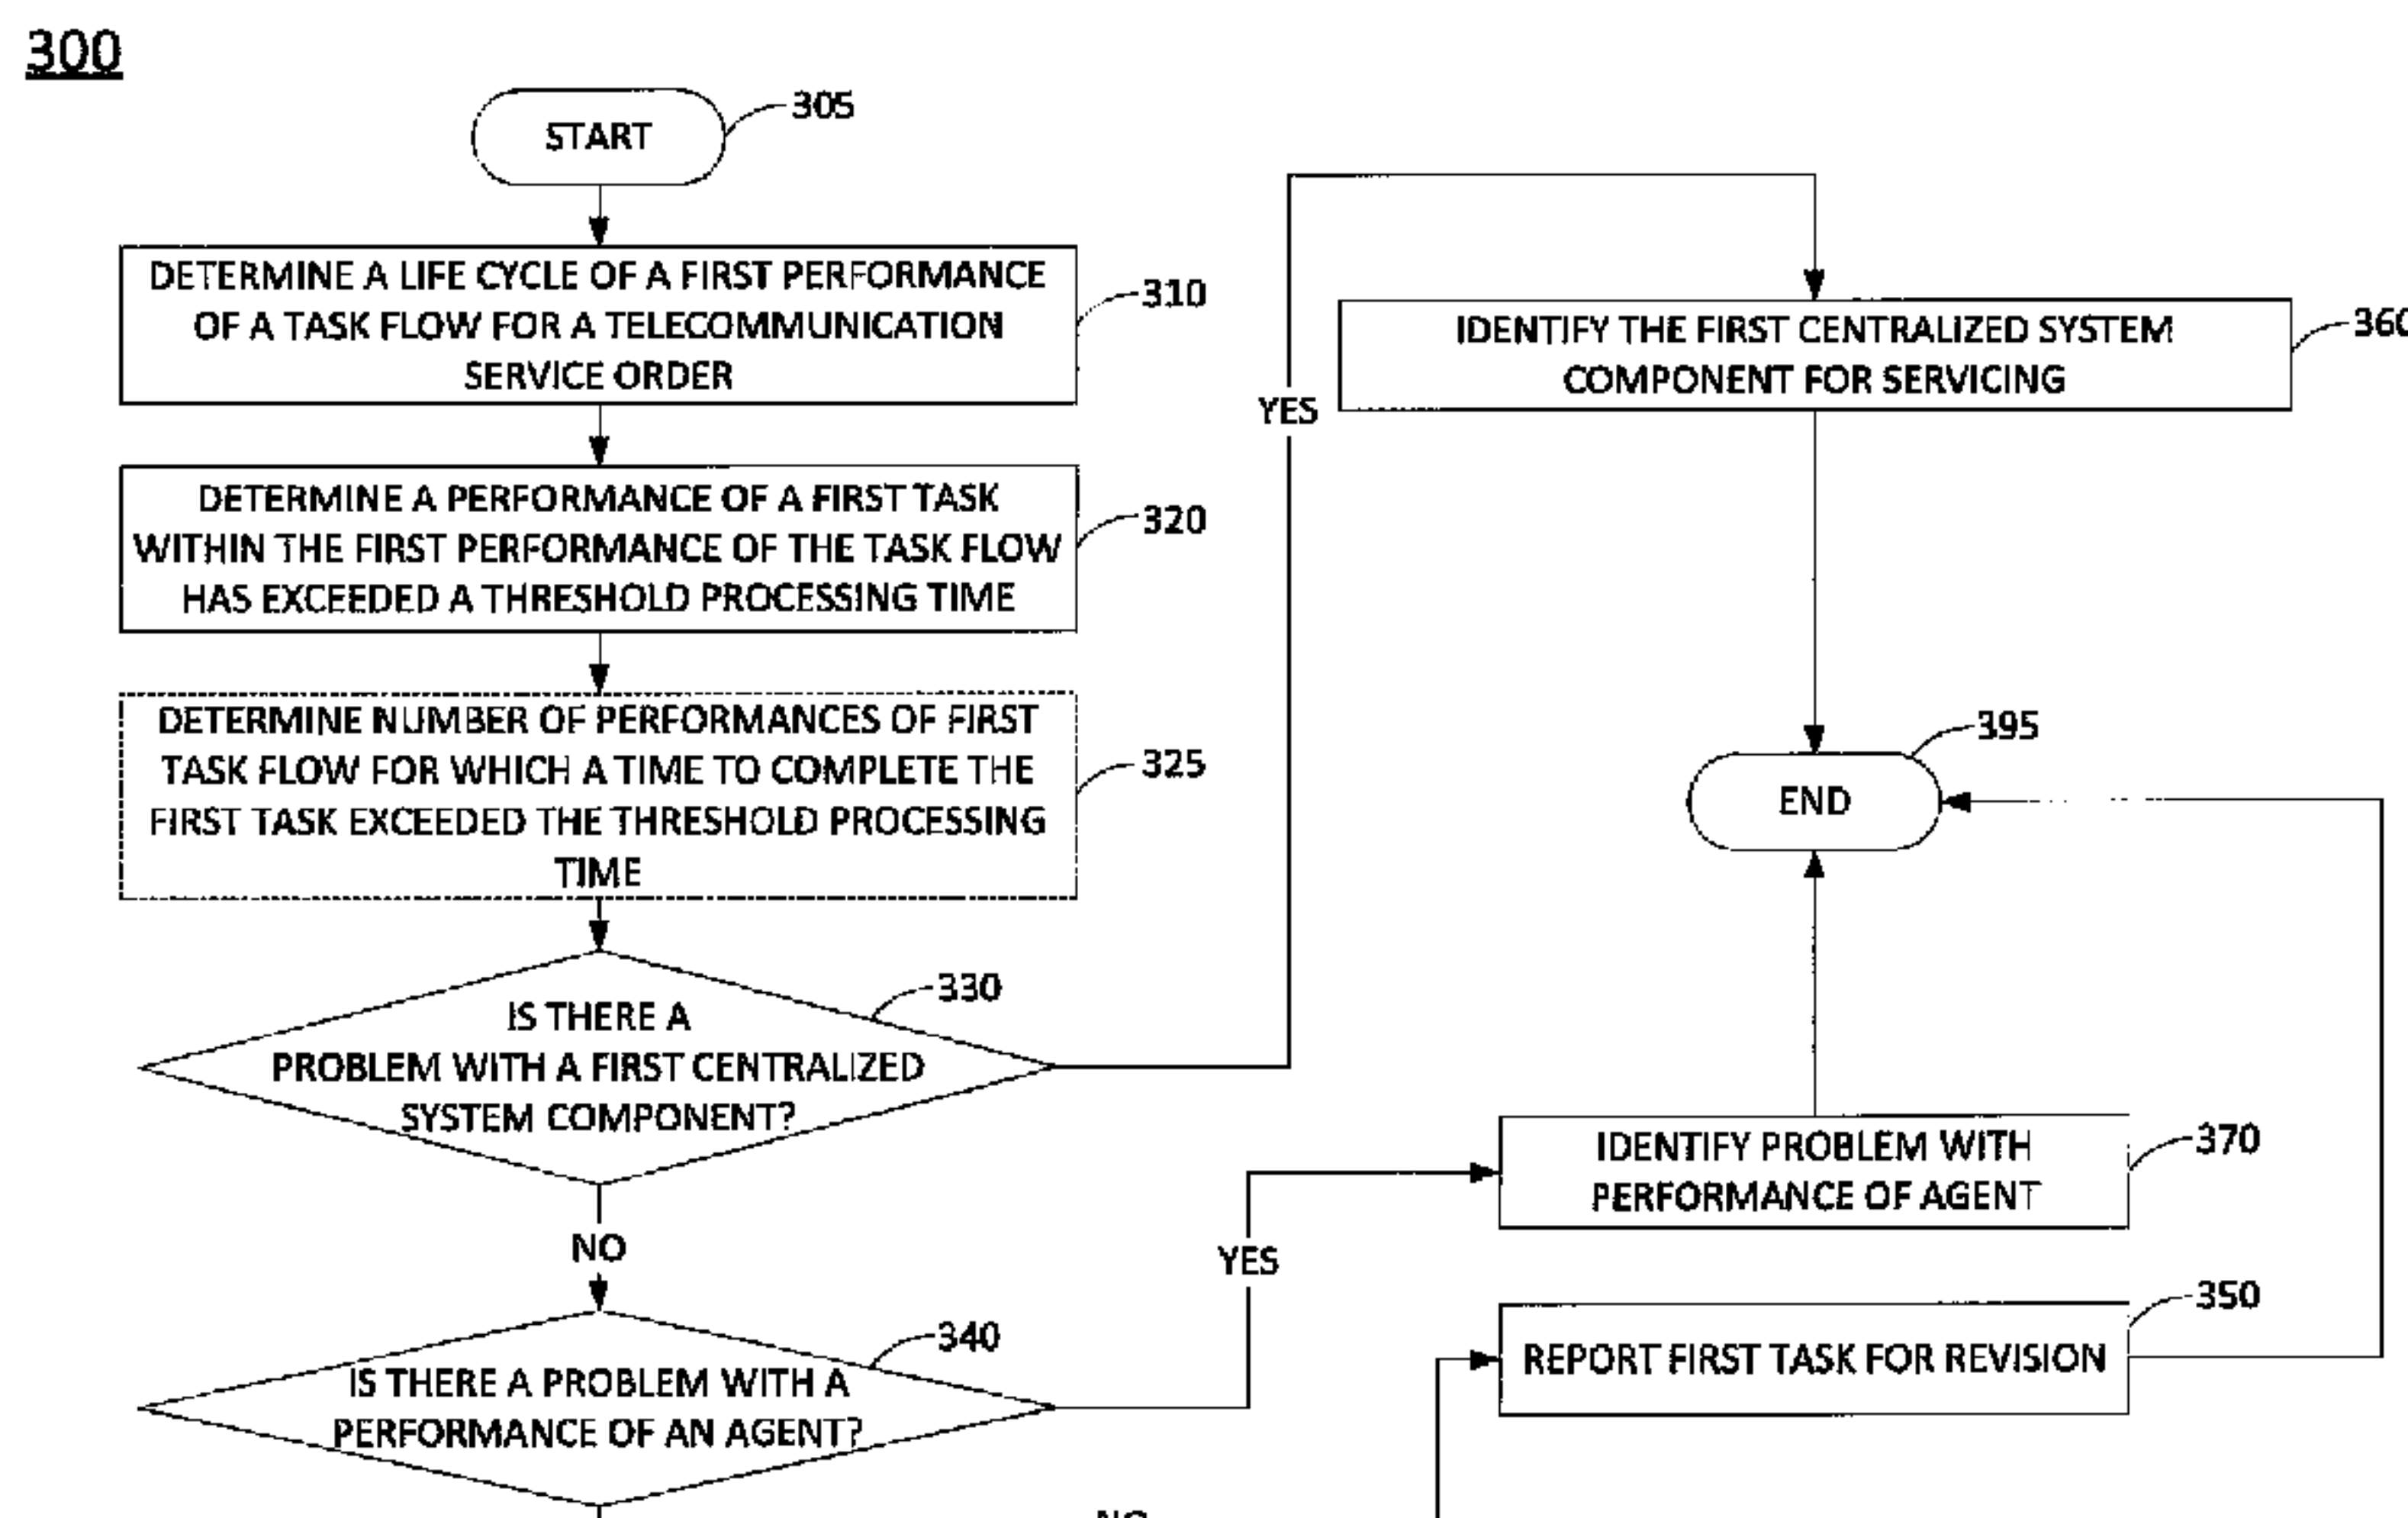 300
START
305
DETERMINE A LIFE CYCLE OF A FIRST PERFORMANCE
OF A TASK FLOW FOR A TELECOMMUNICATION
SERVICE ORDER
310
DETERMINE A PERFORMANCE OF A FIRST TASK
WITHIN THE FIRST PERFORMANCE OF THE TASK FLOW
HAS EXCEEDED A THRESHOLD PROCESSING TIME
320
DETERMINE NUMBER OF PERFORMANCES OF FIRST
TASK FLOW FOR WHICH A TIME TO COMPLETE THE
FIRST TASK EXCEEDED THE THRESHOLD PROCESSING
TIME
325
IS THERE A
PROBLEM WITH A FIRST CENTRALIZED
SYSTEM COMPONENT?
330
YES
IDENTIFY THE FIRST CENTRALIZED SYSTEM
COMPONENT FOR SERVICING
360
END
395
NO
IS THERE A PROBLEM WITH A
PERFORMANCE OF AN AGENT?
340
YES
IDENTIFY PROBLEM WITH
PERFORMANCE OF AGENT
370
REPORT FIRST TASK FOR REVISION
350
NO